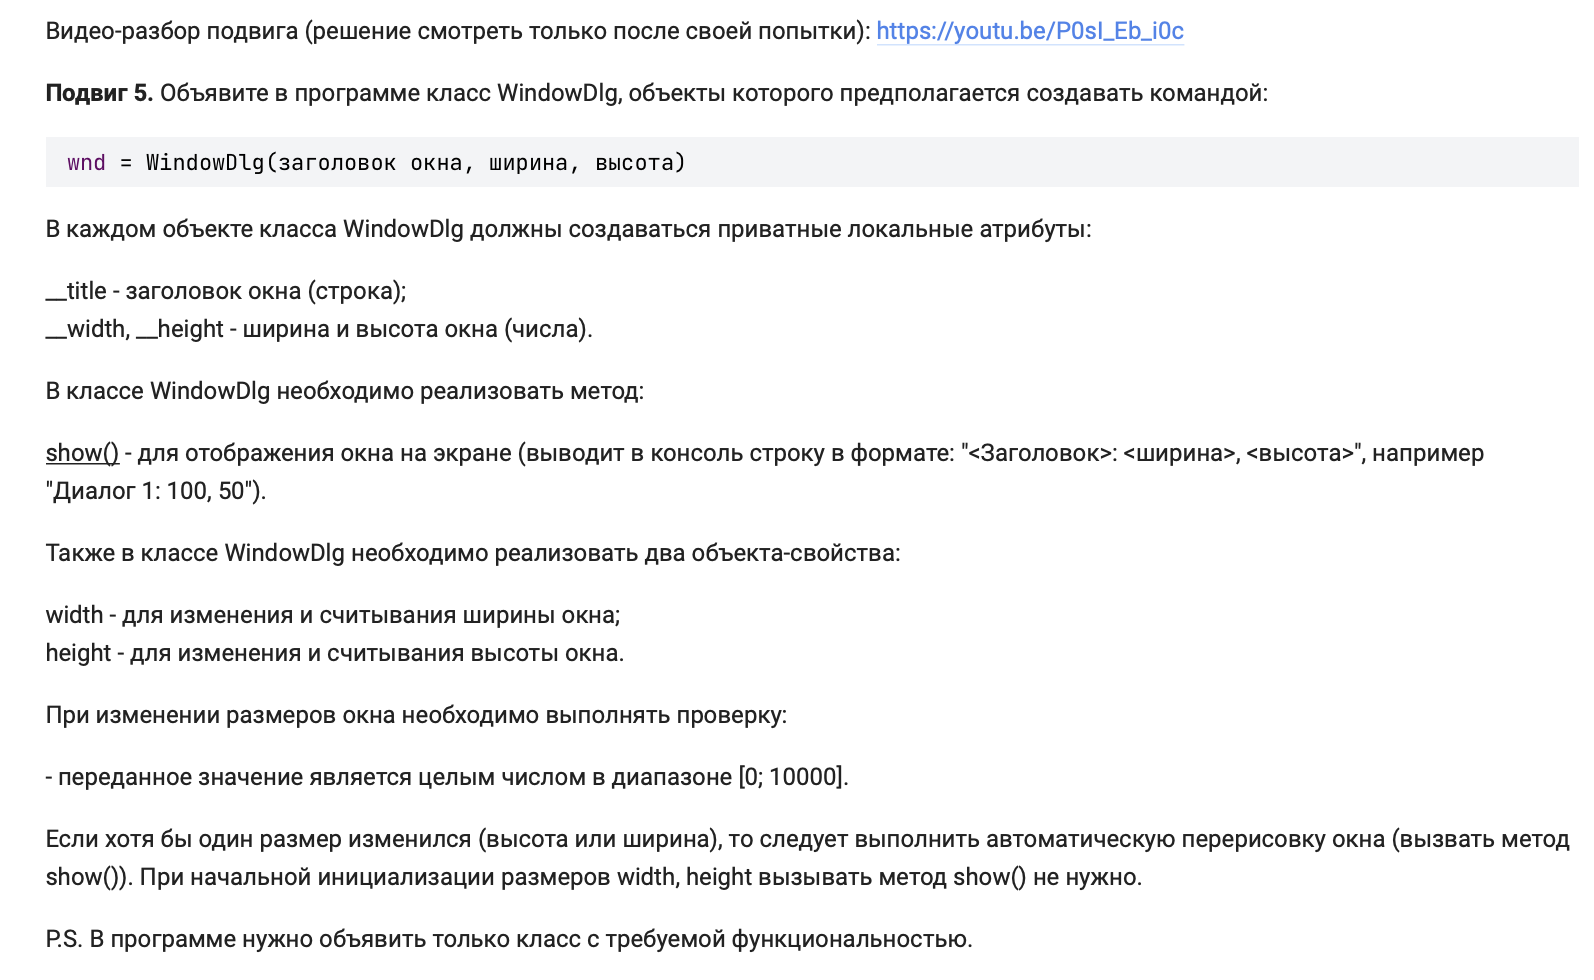 Видео-разбор подвига (решение смотреть только после своей попытки): https://youtu.be/P0sI_Eb_i0c
Подвиг 5. Объявите в программе класс WindowDlg, объекты которого предполагается создавать командой:
wnd = WindowDlg(заголовок окна, ширина, высота)
В каждом объекте класса WindowDlg должны создаваться приватные локальные атрибуты:
__title - заголовок окна (строка);
__width, __height - ширина и высота окна (числа).
В классе WindowDlg необходимо реализовать метод:
show() - для отображения окна на экране (выводит в консоль строку в формате: "<Заголовок>: <ширина>, <высота>", например
"Диалог 1: 100, 50").
Также в классе WindowDlg необходимо реализовать два объекта-свойства:
width - для изменения и считывания ширины окна;
height - для изменения и считывания высоты окна.
При изменении размеров окна необходимо выполнять проверку:
- переданное значение является целым числом в диапазоне [0; 10000].
Если хотя бы один размер изменился (высота или ширина), то следует выполнить автоматическую перерисовку окна (вызвать метод
show()). При начальной инициализации размеров width, height вызывать метод show() не нужно.
P.S. В программе нужно объявить только класс с требуемой функциональностью.